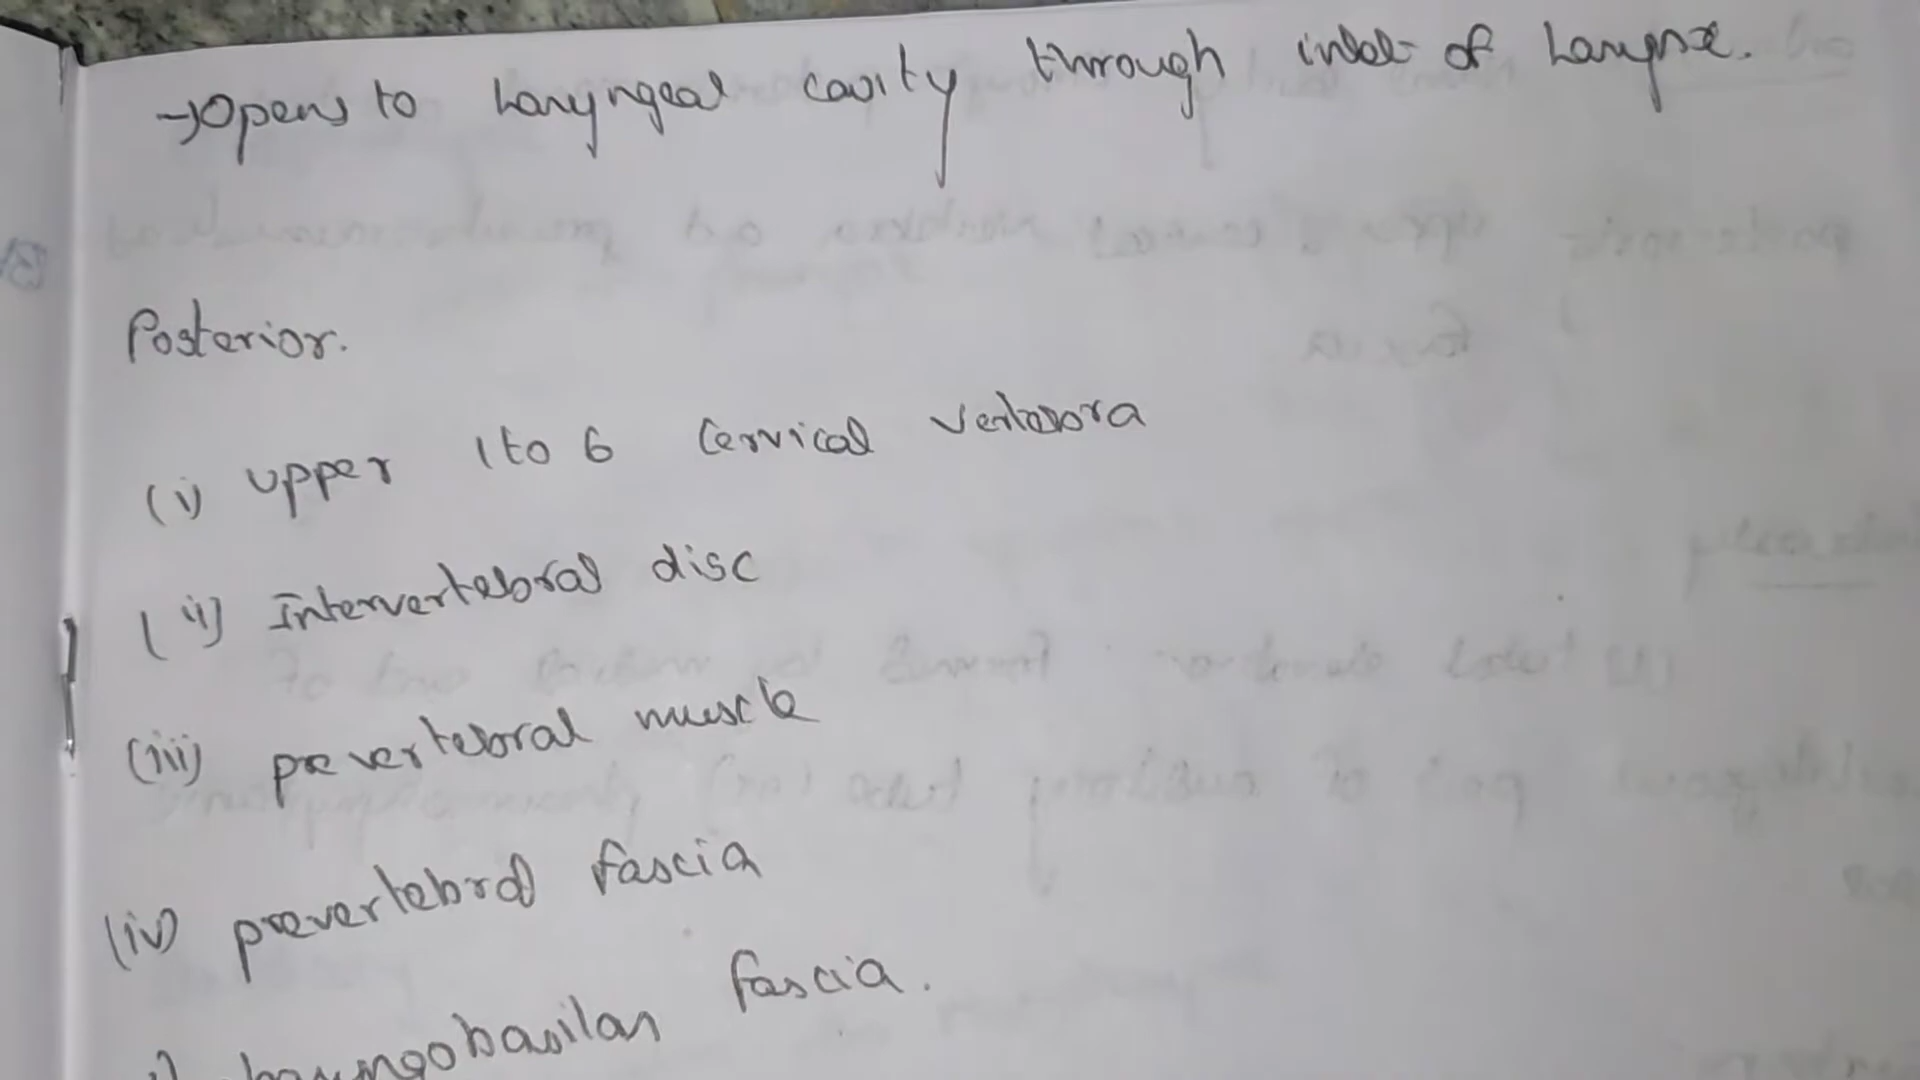 →Opens to Laryngeal cavity through inlet of Larynx.
Posterior.
(i) upper 1 to 6 Cervical Vertebra
(ii) Intervertebral disc
(iii) prevertebral muscle
(iv) prevertebral fascia
fascia.